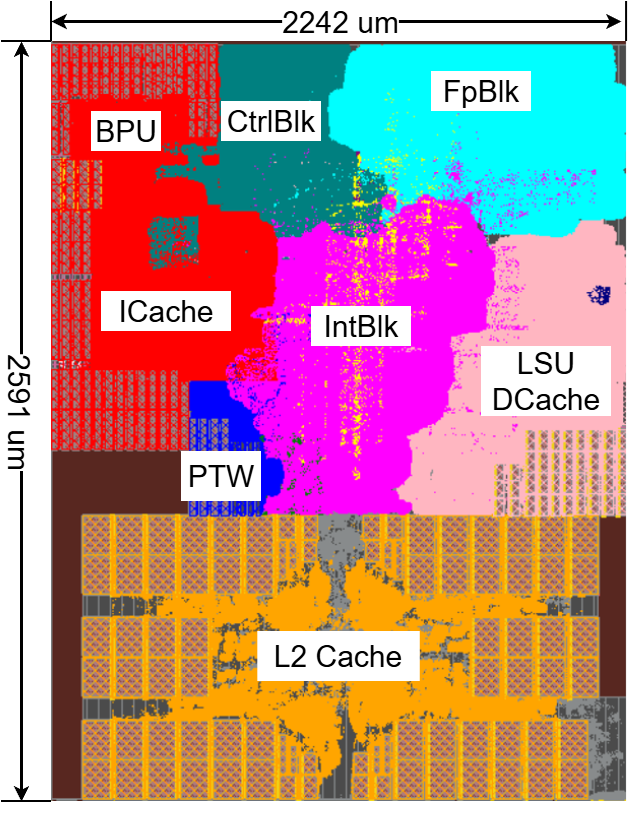 2242 um
2591 um
BPU
CtrlBlk
FpBlk
ICache
IntBlk
LSU
DCache
PTW
L2 Cache